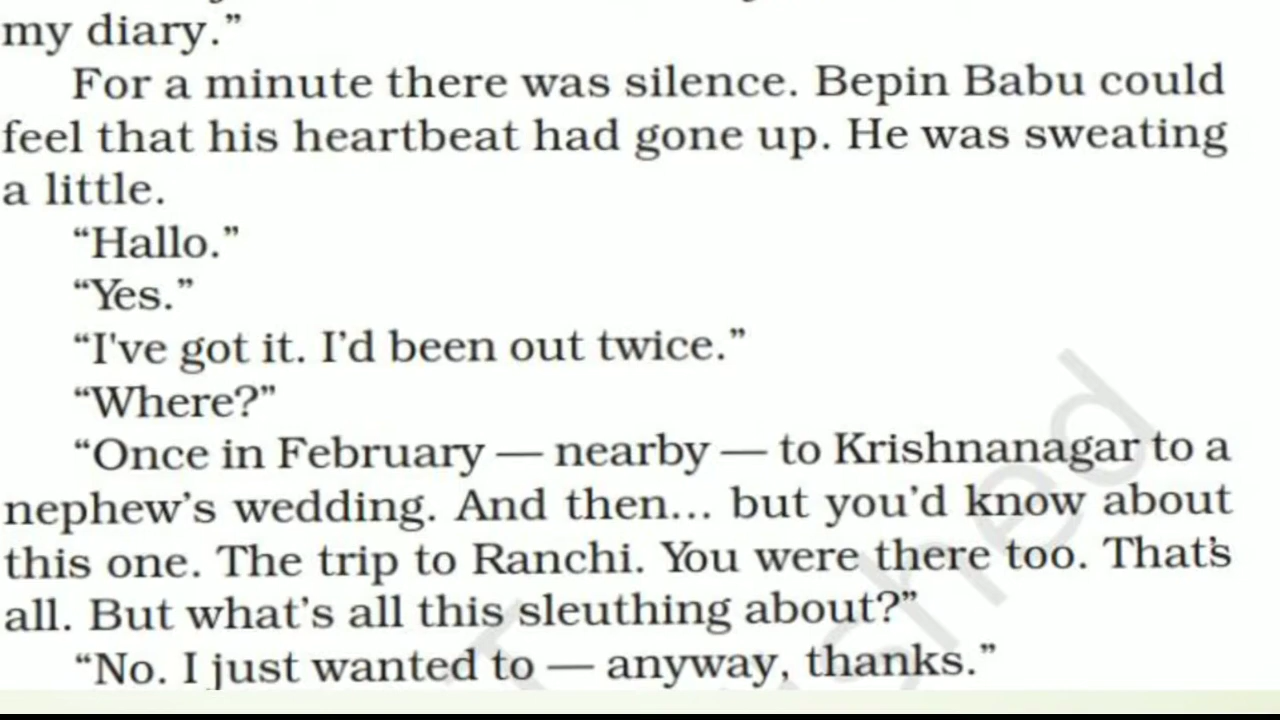 my diary.”
For a minute there was silence. Bepin Babu could
feel that his heartbeat had gone up. He was sweating
a little.
“Hallo.”
“Yes.”
“I've got it. I’d been out twice.”
“Where?”
“Once in February — nearby — to Krishnanagar to a
nephew’s wedding. And then... but you’d know about
this one. The trip to Ranchi. You were there too. That’s
all. But what’s all this sleuthing about?”
“No. I just wanted to — anyway, thanks.”